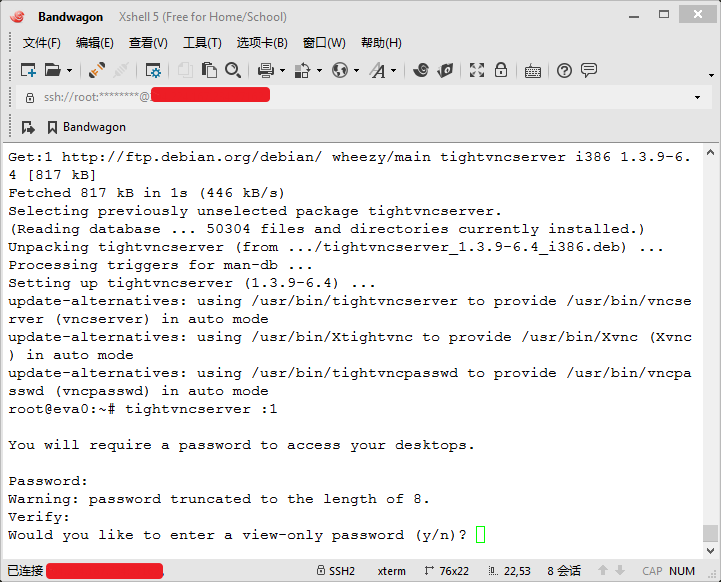 Bandwagon Xshell 5 (Free for Home/School)
文件(F) 编辑(E) 查看(V) 工具(T) 选项卡(B) 窗口(W) 帮助(H)
ssh://root:********@
Bandwagon
Get:1 http://ftp.debian.org/debian/ wheezy/main tightvncserver i386 1.3.9-6.
4 [817 kB]
Fetched 817 kB in 1s (446 kB/s)
Selecting previously unselected package tightvncserver.
(Reading database ... 50304 files and directories currently installed.)
Unpacking tightvncserver (from .../tightvncserver_1.3.9-6.4_i386.deb) ...
Processing triggers for man-db ...
Setting up tightvncserver (1.3.9-6.4) ...
update-alternatives: using /usr/bin/tightvncserver to provide /usr/bin/vncse
rver (vncserver) in auto mode
update-alternatives: using /usr/bin/Xtightvnc to provide /usr/bin/Xvnc (Xvnc
) in auto mode
update-alternatives: using /usr/bin/tightvncpasswd to provide /usr/bin/vncpa
sswd (vncpasswd) in auto mode
root@eva0:~# tightvncserver :1
You will require a password to access your desktops.
Password:
Warning: password truncated to the length of 8.
Verify:
Would you like to enter a view-only password (y/n)?
已连接 SSH2 xterm 76x22 22,53 8 会话 CAP NUM